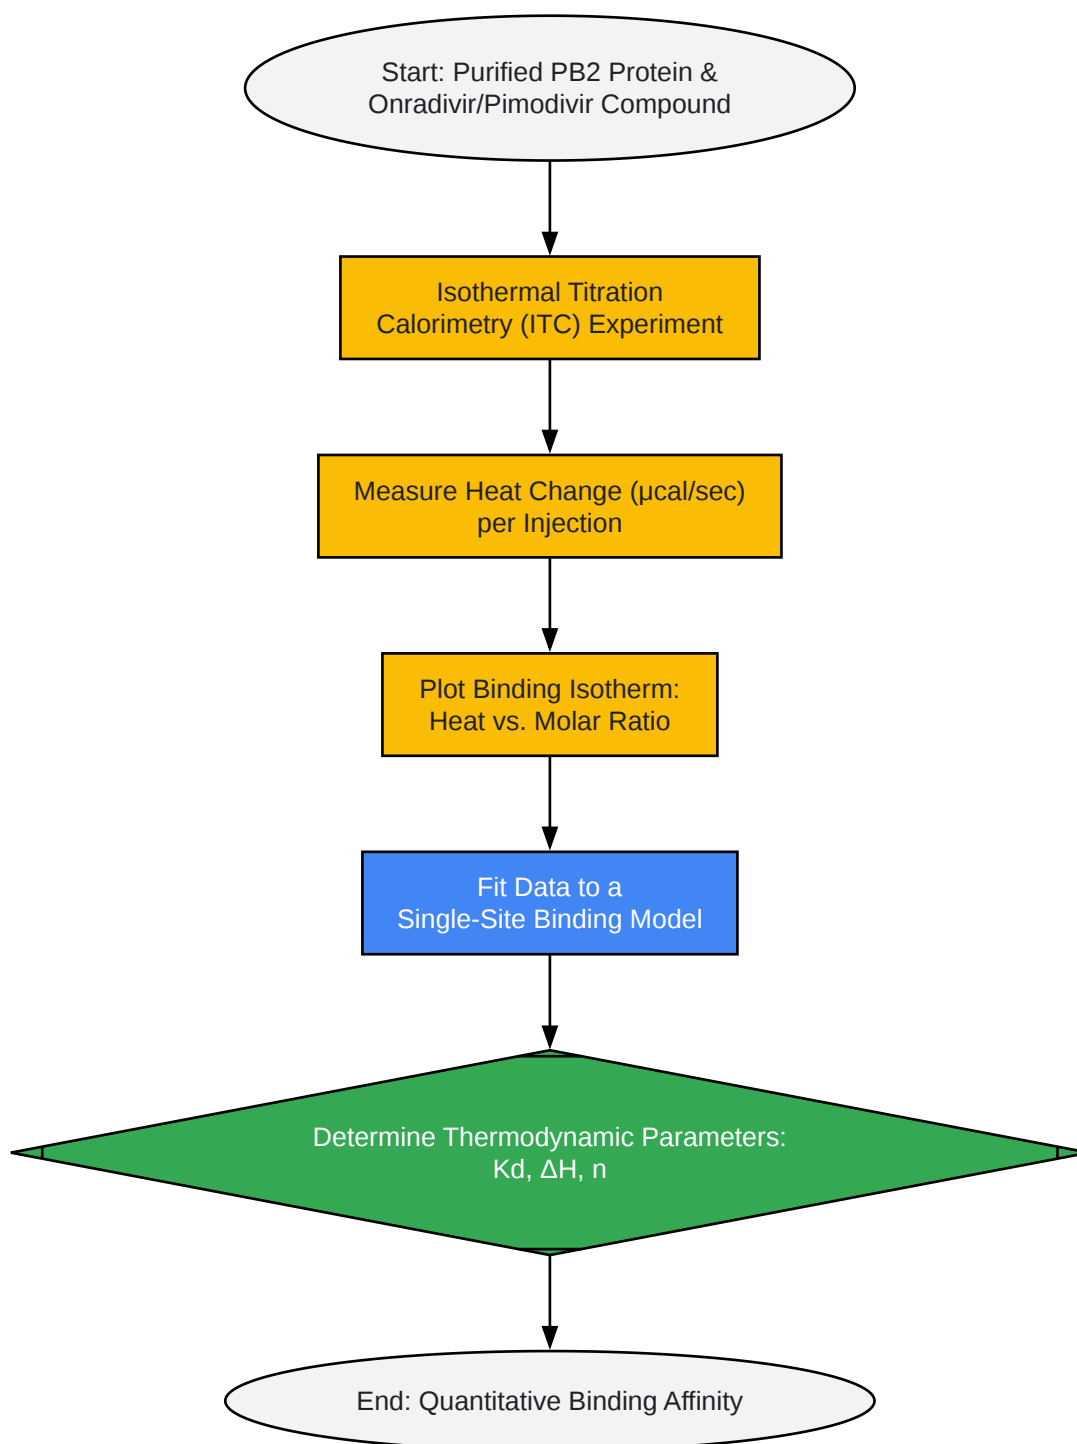 Start: Purified PB2 Protein &
Onradivir/Pimodivir Compound
Isothermal Titration
Calorimetry (ITC) Experiment
Measure Heat Change (µcal/sec)
per Injection
Plot Binding Isotherm:
Heat vs. Molar Ratio
Fit Data to a
Single-Site Binding Model
Determine Thermodynamic Parameters:
Kd, ΔH, n
End: Quantitative Binding Affinity